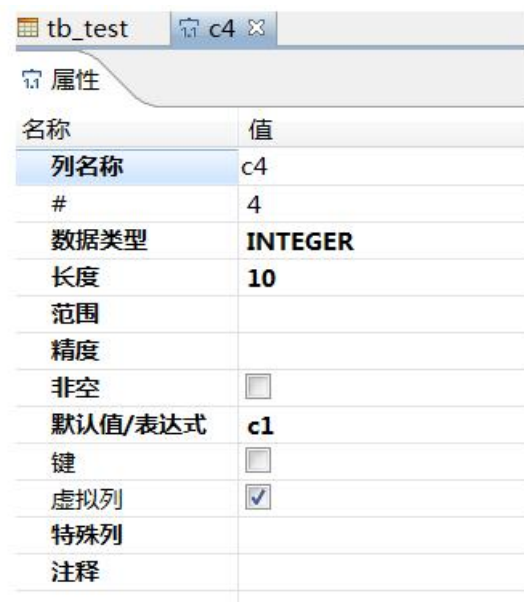 tb_test c4
属性
名称 值
列名称 c4
# 4
数据类型 INTEGER
长度 10
范围
精度
非空
默认值/表达式 c1
键
虚拟列
特殊列
注释